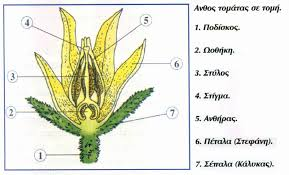 Ανθος τομάτας σε τομή.
1. Ποδίσκος.
2. Ωοθήκη.
3. Στύλος
4. Στίγμα.
5. Ανθήρας.
6. Πέταλα (Στεφάνη).
7. Σέπαλα (Κάλυκας).
4
5
3
6
2
7
1